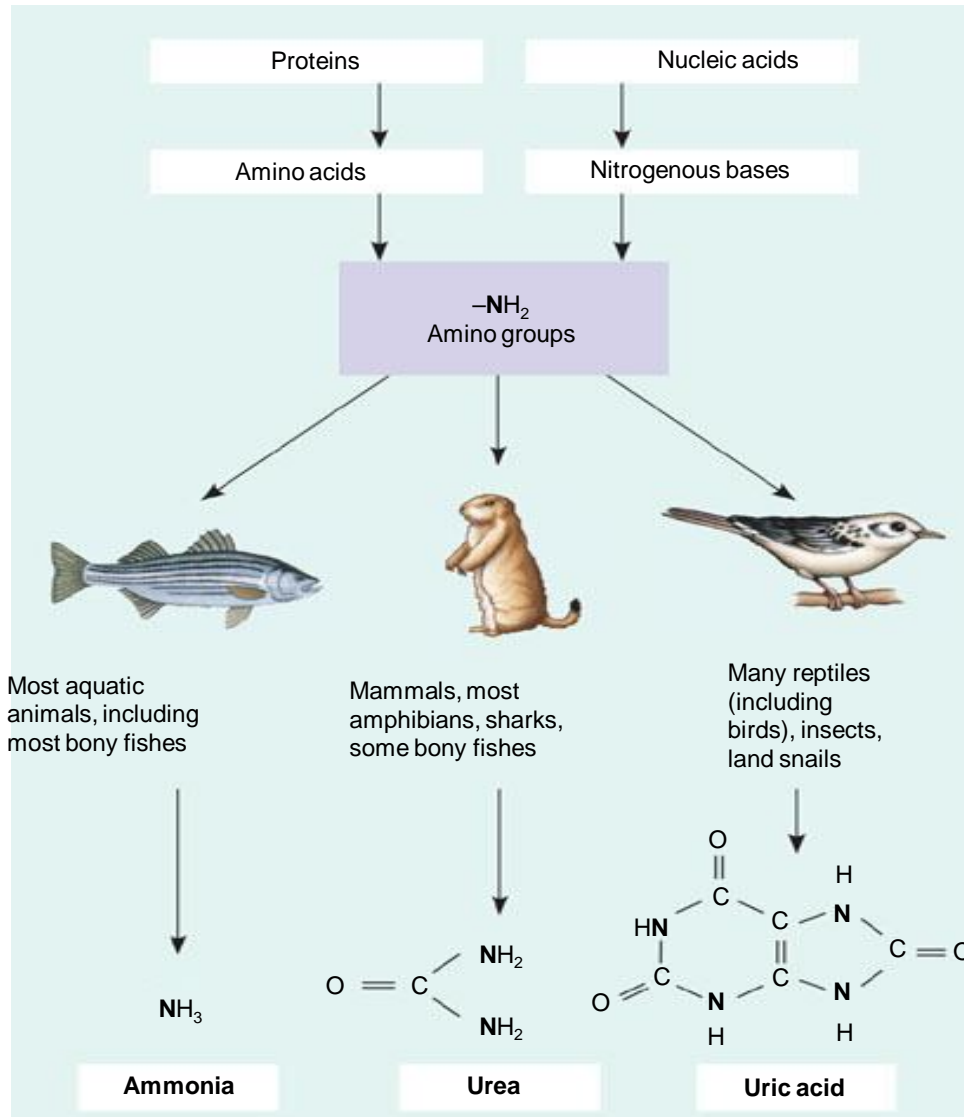 Proteins
Nucleic acids
Amino acids
Nitrogenous bases
–NH₂
Amino groups
Most aquatic
animals, including
most bony fishes
Mammals, most
amphibians, sharks,
some bony fishes
Many reptiles
(including
birds), insects,
land snails
NH₃
O
C
NH₂
NH₂
O
H
C
HN
C
N
C
O
C
C
O
N
N
H
H
Ammonia
Urea
Uric acid